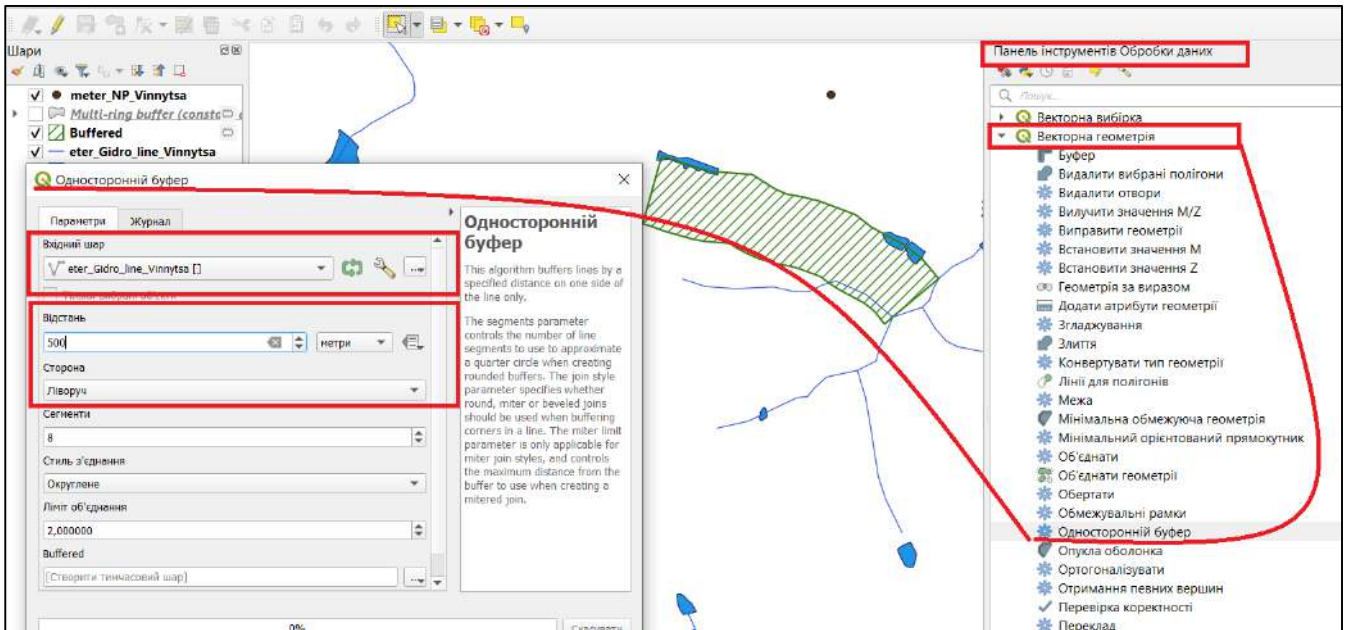 Шари
meter_NP_Vinnytsa
Multi-ring buffer (consta
Buffered
eter_Gidro_line_Vinnytsa
Односторонній буфер
Параметри
Журнал
Вхідний шар
eter_Gidro_line_Vinnytsa []
Відстань
500
метри
Сторона
Ліворуч
Сегменти
8
Стиль з'єднання
Округлене
Ліміт об'єднання
2,000000
Buffered
[Створити тимчасовий шар]
0%
Скасувати
Односторонній
буфер
This algorithm buffers lines by a
specified distance on one side of
the line only.
The segments parameter
controls the number of line
segments to use to approximate
a quarter circle when creating
rounded buffers. The join style
parameter specifies whether
round, miter or beveled joins
should be used when buffering
corners in a line. The miter limit
parameter is only applicable for
miter join styles, and controls
the maximum distance from the
buffer to use when creating a
mitered join.
Панель інструментів Обробки даних
Пошук...
Векторна вибірка
Векторна геометрія
Буфер
Видалити вибрані полігони
Видалити отвори
Вилучити значення M/Z
Виправити геометрії
Встановити значення M
Встановити значення Z
Геометрія за виразом
Додати атрибути геометрії
Згладжування
Злиття
Конвертувати тип геометрії
Лінії для полігонів
Межа
Мінімальна обмежуюча геометрія
Мінімальний орієнтований прямокутник
Об'єднати
Об'єднати геометрії
Обертати
Обмежувальні рамки
Односторонній буфер
Опукла оболонка
Ортогоналізувати
Отримання певних вершин
Перевірка коректності
Переклад